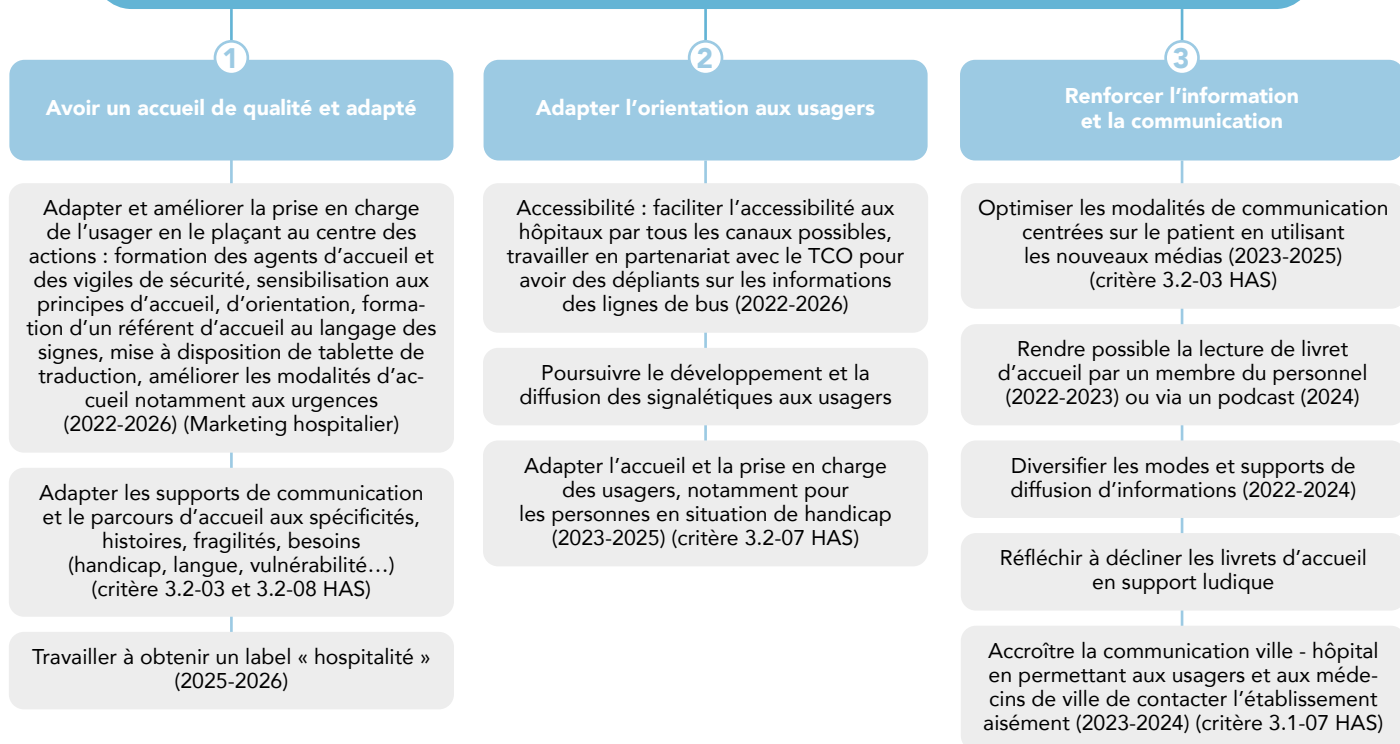 1
Avoir un accueil de qualité et adapté
Adapter et améliorer la prise en charge
de l'usager en le plaçant au centre des
actions : formation des agents d'accueil et
des vigiles de sécurité, sensibilisation aux
principes d'accueil, d'orientation, forma-
tion d'un référent d'accueil au langage des
signes, mise à disposition de tablette de
traduction, améliorer les modalités d'ac-
cueil notamment aux urgences
(2022-2026) (Marketing hospitalier)
Adapter les supports de communication
et le parcours d'accueil aux spécificités,
histoires, fragilités, besoins
(handicap, langue, vulnérabilité…)
(critère 3.2-03 et 3.2-08 HAS)
Travailler à obtenir un label « hospitalité »
(2025-2026)
2
Adapter l'orientation aux usagers
Accessibilité : faciliter l'accessibilité aux
hôpitaux par tous les canaux possibles,
travailler en partenariat avec le TCO pour
avoir des dépliants sur les informations
des lignes de bus (2022-2026)
Poursuivre le développement et la
diffusion des signalétiques aux usagers
Adapter l'accueil et la prise en charge
des usagers, notamment pour
les personnes en situation de handicap
(2023-2025) (critère 3.2-07 HAS)
3
Renforcer l'information
et la communication
Optimiser les modalités de communication
centrées sur le patient en utilisant
les nouveaux médias (2023-2025)
(critère 3.2-03 HAS)
Rendre possible la lecture de livret
d'accueil par un membre du personnel
(2022-2023) ou via un podcast (2024)
Diversifier les modes et supports de
diffusion d'informations (2022-2024)
Réfléchir à décliner les livrets d'accueil
en support ludique
Accroître la communication ville - hôpital
en permettant aux usagers et aux méde-
cins de ville de contacter l'établissement
aisément (2023-2024) (critère 3.1-07 HAS)